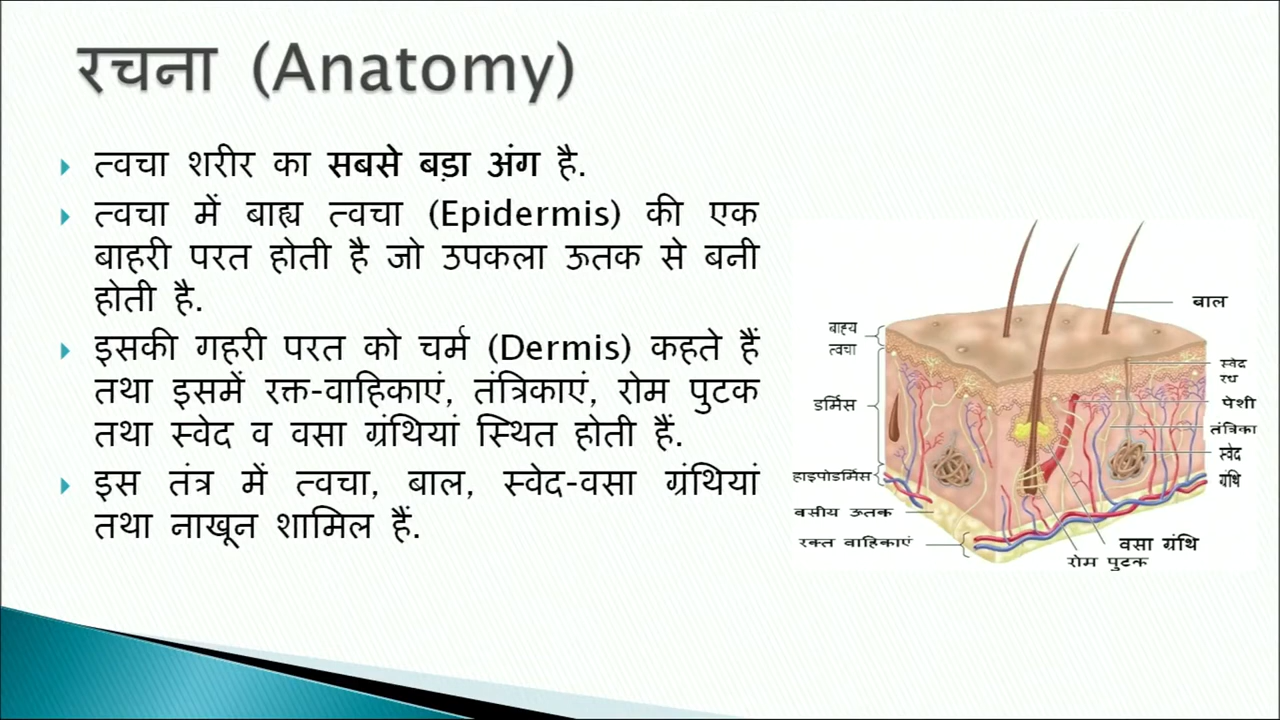 रचना (Anatomy)
त्वचा शरीर का सबसे बड़ा अंग है.
त्वचा में बाह्य त्वचा (Epidermis) की एक
बाहरी परत होती है जो उपकला ऊतक से बनी
होती है.
इसकी गहरी परत को चर्म (Dermis) कहते हैं
तथा इसमें रक्त-वाहिकाएं, तंत्रिकाएं, रोम पुटक
तथा स्वेद व वसा ग्रंथियां स्थित होती हैं.
इस तंत्र में त्वचा, बाल, स्वेद-वसा ग्रंथियां
तथा नाखून शामिल हैं.
बाल
बाह्य
त्वचा
डर्मिस
हाइपोडर्मिस
वसीय ऊतक
रक्त वाहिकाएं
स्वेद
रध
पेशी
तंत्रिका
स्वेद
ग्रंथि
वसा ग्रंथि
रोम पुटक